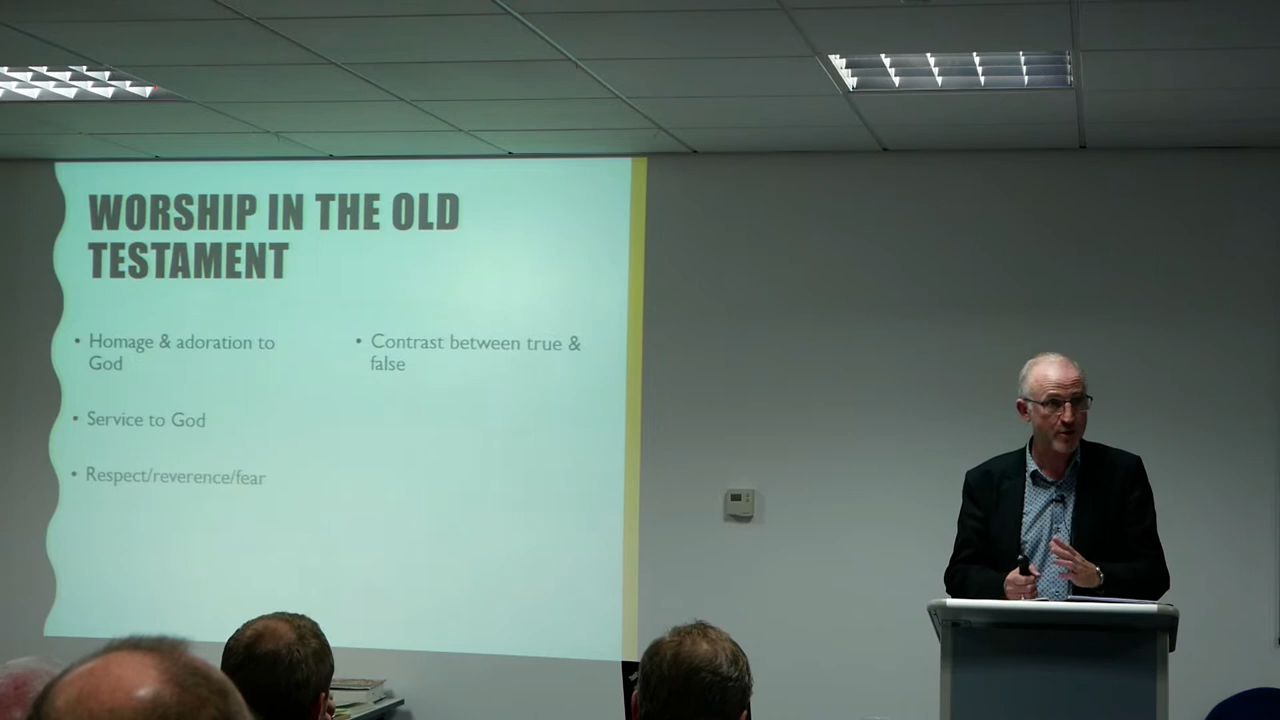 WORSHIP IN THE OLD
TESTAMENT
• Homage & adoration to
God
• Service to God
• Respect/reverence/fear
• Contrast between true &
false